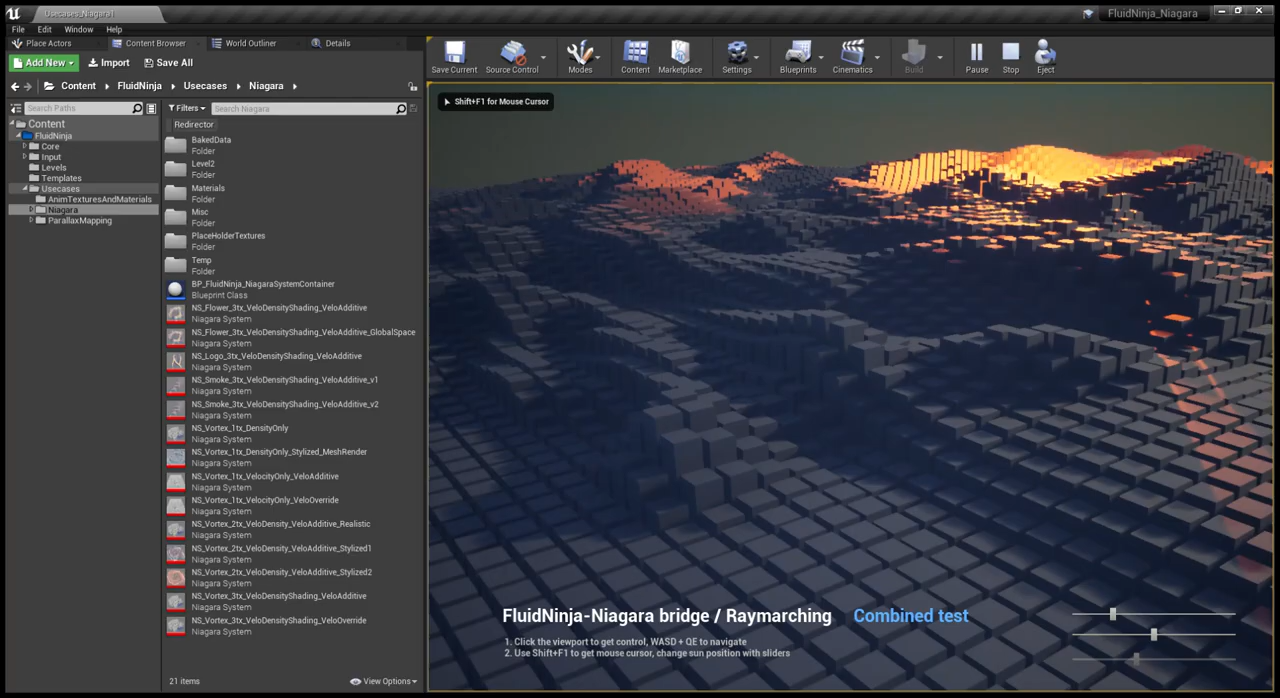 Usecases_Niagara1
FluidNinja_Niagara
File Edit Window Help
Place Actors
Content Browser
World Outliner
Details
Add New
Import
Save All
Save Current
Source Control
Modes
Content
Marketplace
Settings
Blueprints
Cinematics
Build
Pause
Stop
Eject
Content
FluidNinja
Usecases
Niagara
Search Paths
Filters
Search Niagara
Redirector
Content
FluidNinja
Core
Input
Levels
Templates
Usecases
AnimTexturesAndMaterials
Niagara
ParallaxMapping
BakedData
Folder
Level2
Folder
Materials
Folder
Misc
Folder
PlaceHolderTextures
Folder
Temp
Folder
BP_FluidNinja_NiagaraSystemContainer
Blueprint Class
NS_Flower_3tx_VeloDensityShading_VeloAdditive
Niagara System
NS_Flower_3tx_VeloDensityShading_VeloAdditive_GlobalSpace
Niagara System
NS_Logo_3tx_VeloDensityShading_VeloAdditive
Niagara System
NS_Smoke_3tx_VeloDensityShading_VeloAdditive_v1
Niagara System
NS_Smoke_3tx_VeloDensityShading_VeloAdditive_v2
Niagara System
NS_Vortex_1tx_DensityOnly
Niagara System
NS_Vortex_1tx_DensityOnly_Stylized_MeshRender
Niagara System
NS_Vortex_1tx_VelocityOnly_VeloAdditive
Niagara System
NS_Vortex_1tx_VelocityOnly_VeloOverride
Niagara System
NS_Vortex_2tx_VeloDensity_VeloAdditive_Realistic
Niagara System
NS_Vortex_2tx_VeloDensity_VeloAdditive_Stylized1
Niagara System
NS_Vortex_2tx_VeloDensity_VeloAdditive_Stylized2
Niagara System
NS_Vortex_3tx_VeloDensityShading_VeloAdditive
Niagara System
NS_Vortex_3tx_VeloDensityShading_VeloOverride
Niagara System
21 items
View Options
Shift+F1 for Mouse Cursor
FluidNinja-Niagara bridge / Raymarching Combined test
1. Click the viewport to get control, WASD + QE to navigate
2. Use Shift+F1 to get mouse cursor, change sun position with sliders